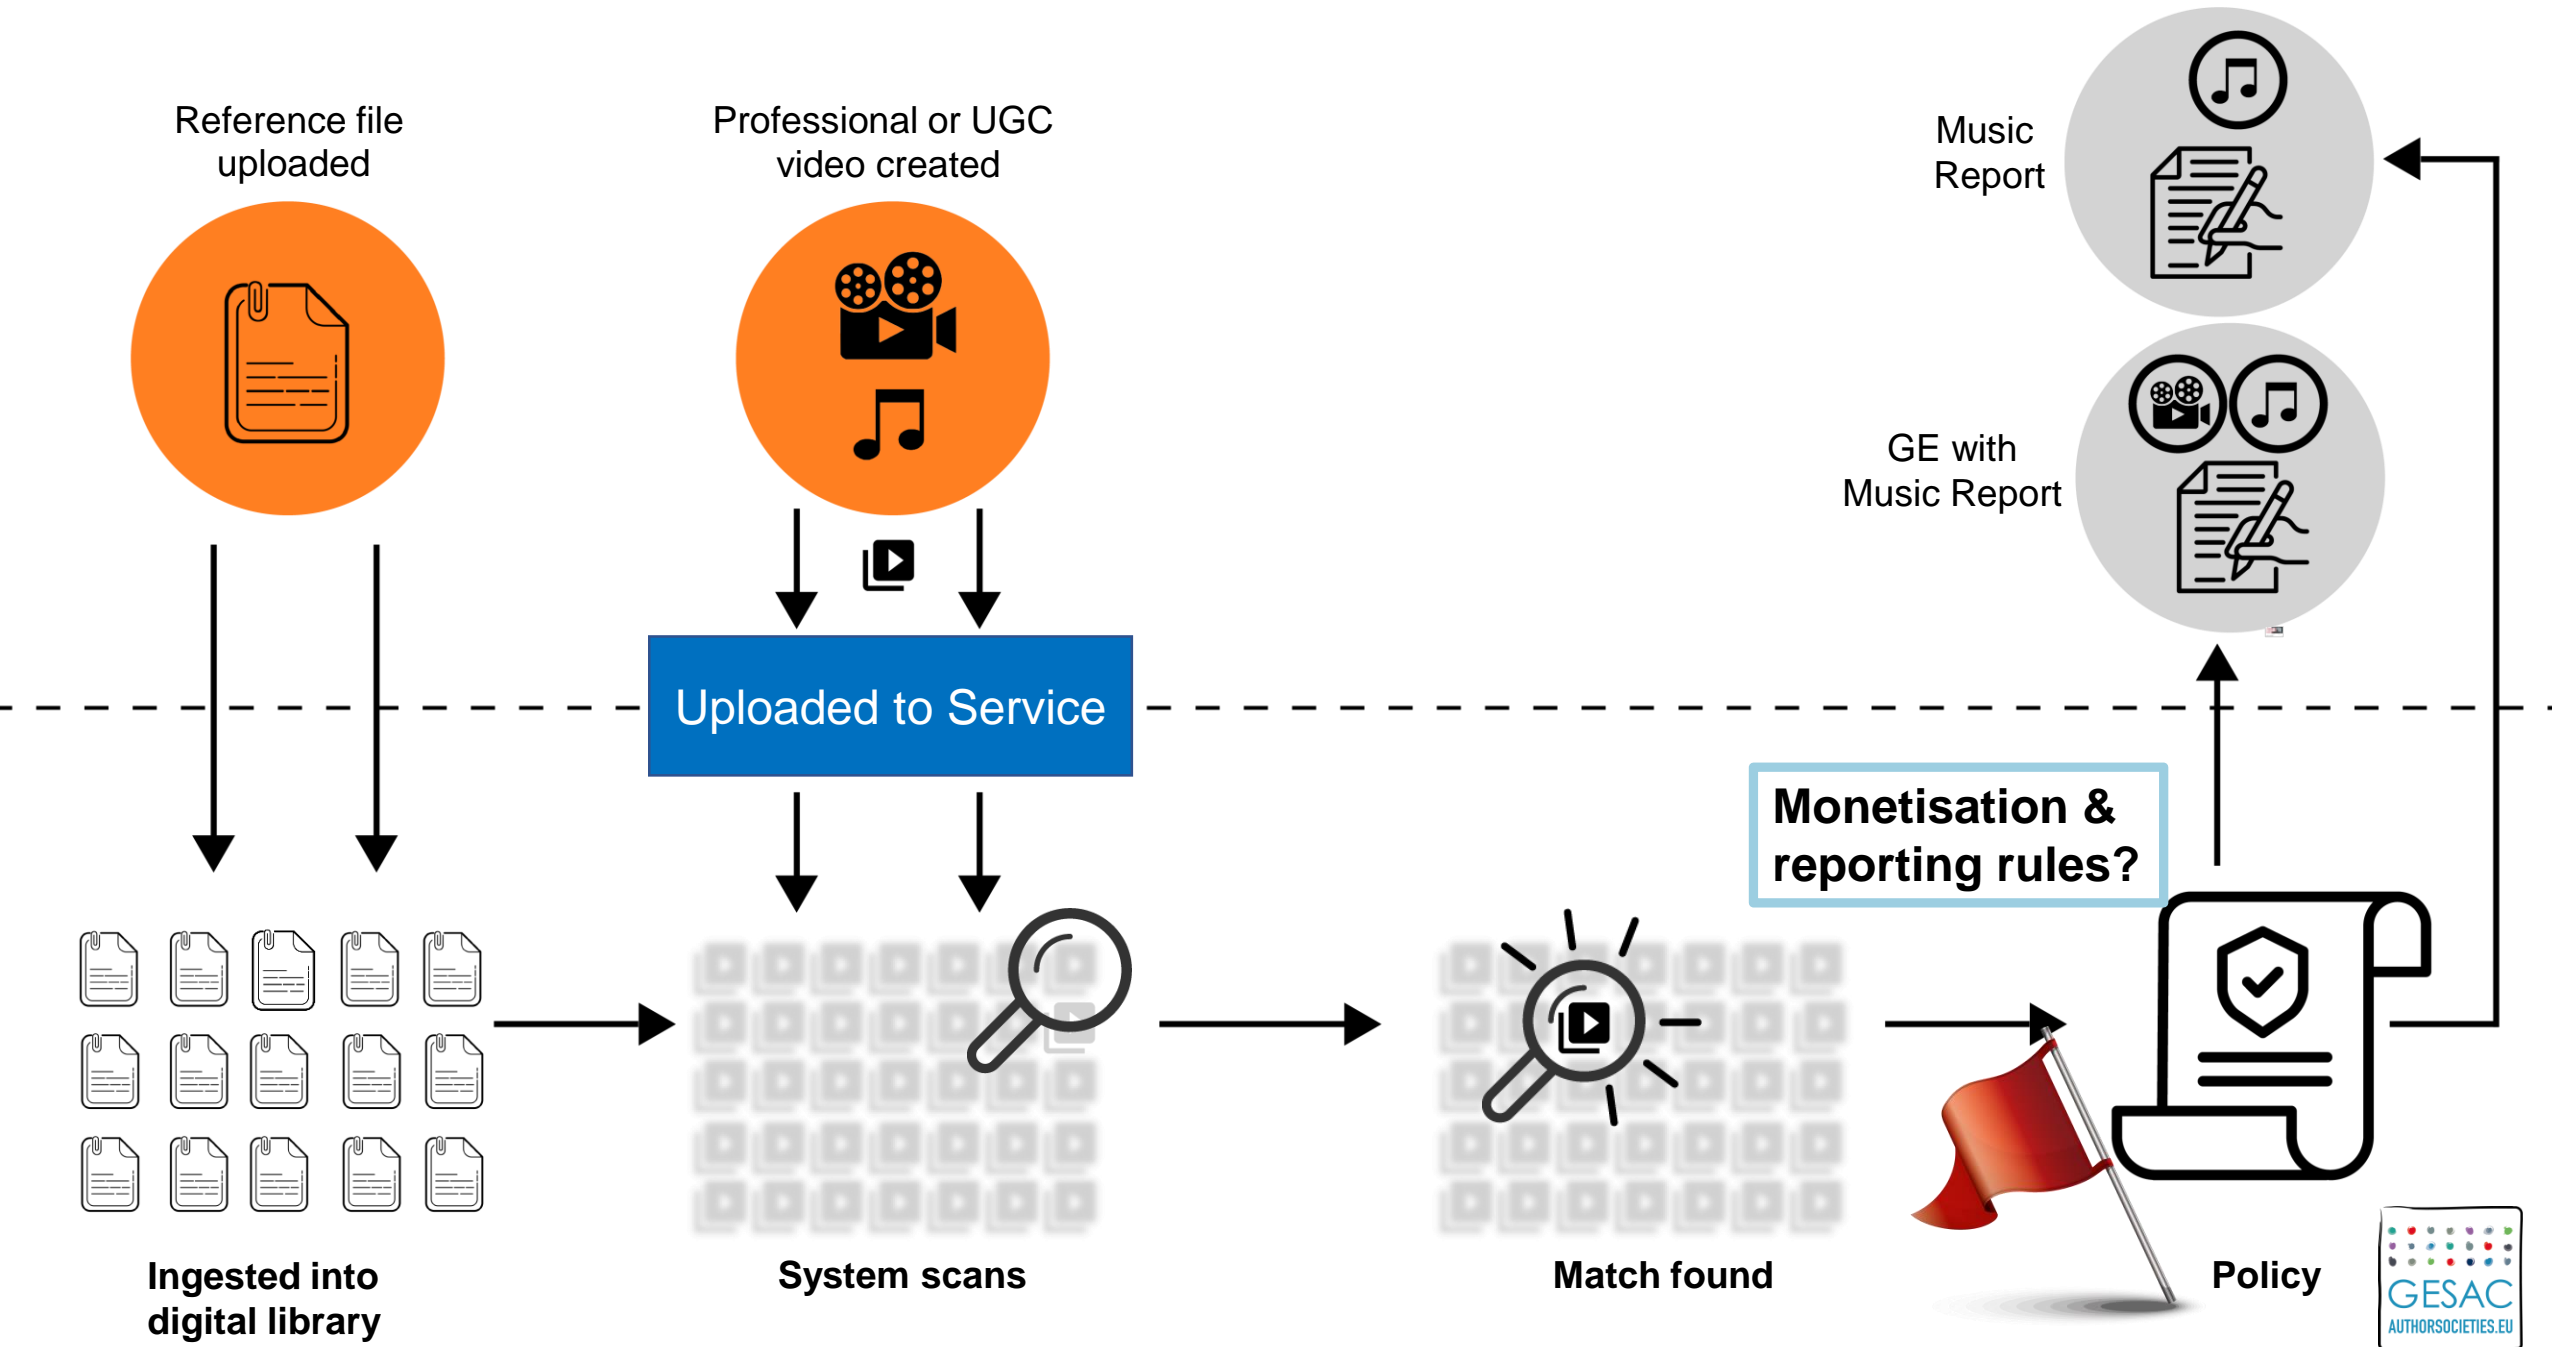 Reference file
uploaded
Professional or UGC
video created
Music
Report
GE with
Music Report
Uploaded to Service
Monetisation &
reporting rules?
Ingested into
digital library
System scans
Match found
Policy
GESAC
AUTHORSOCIETIES.EU